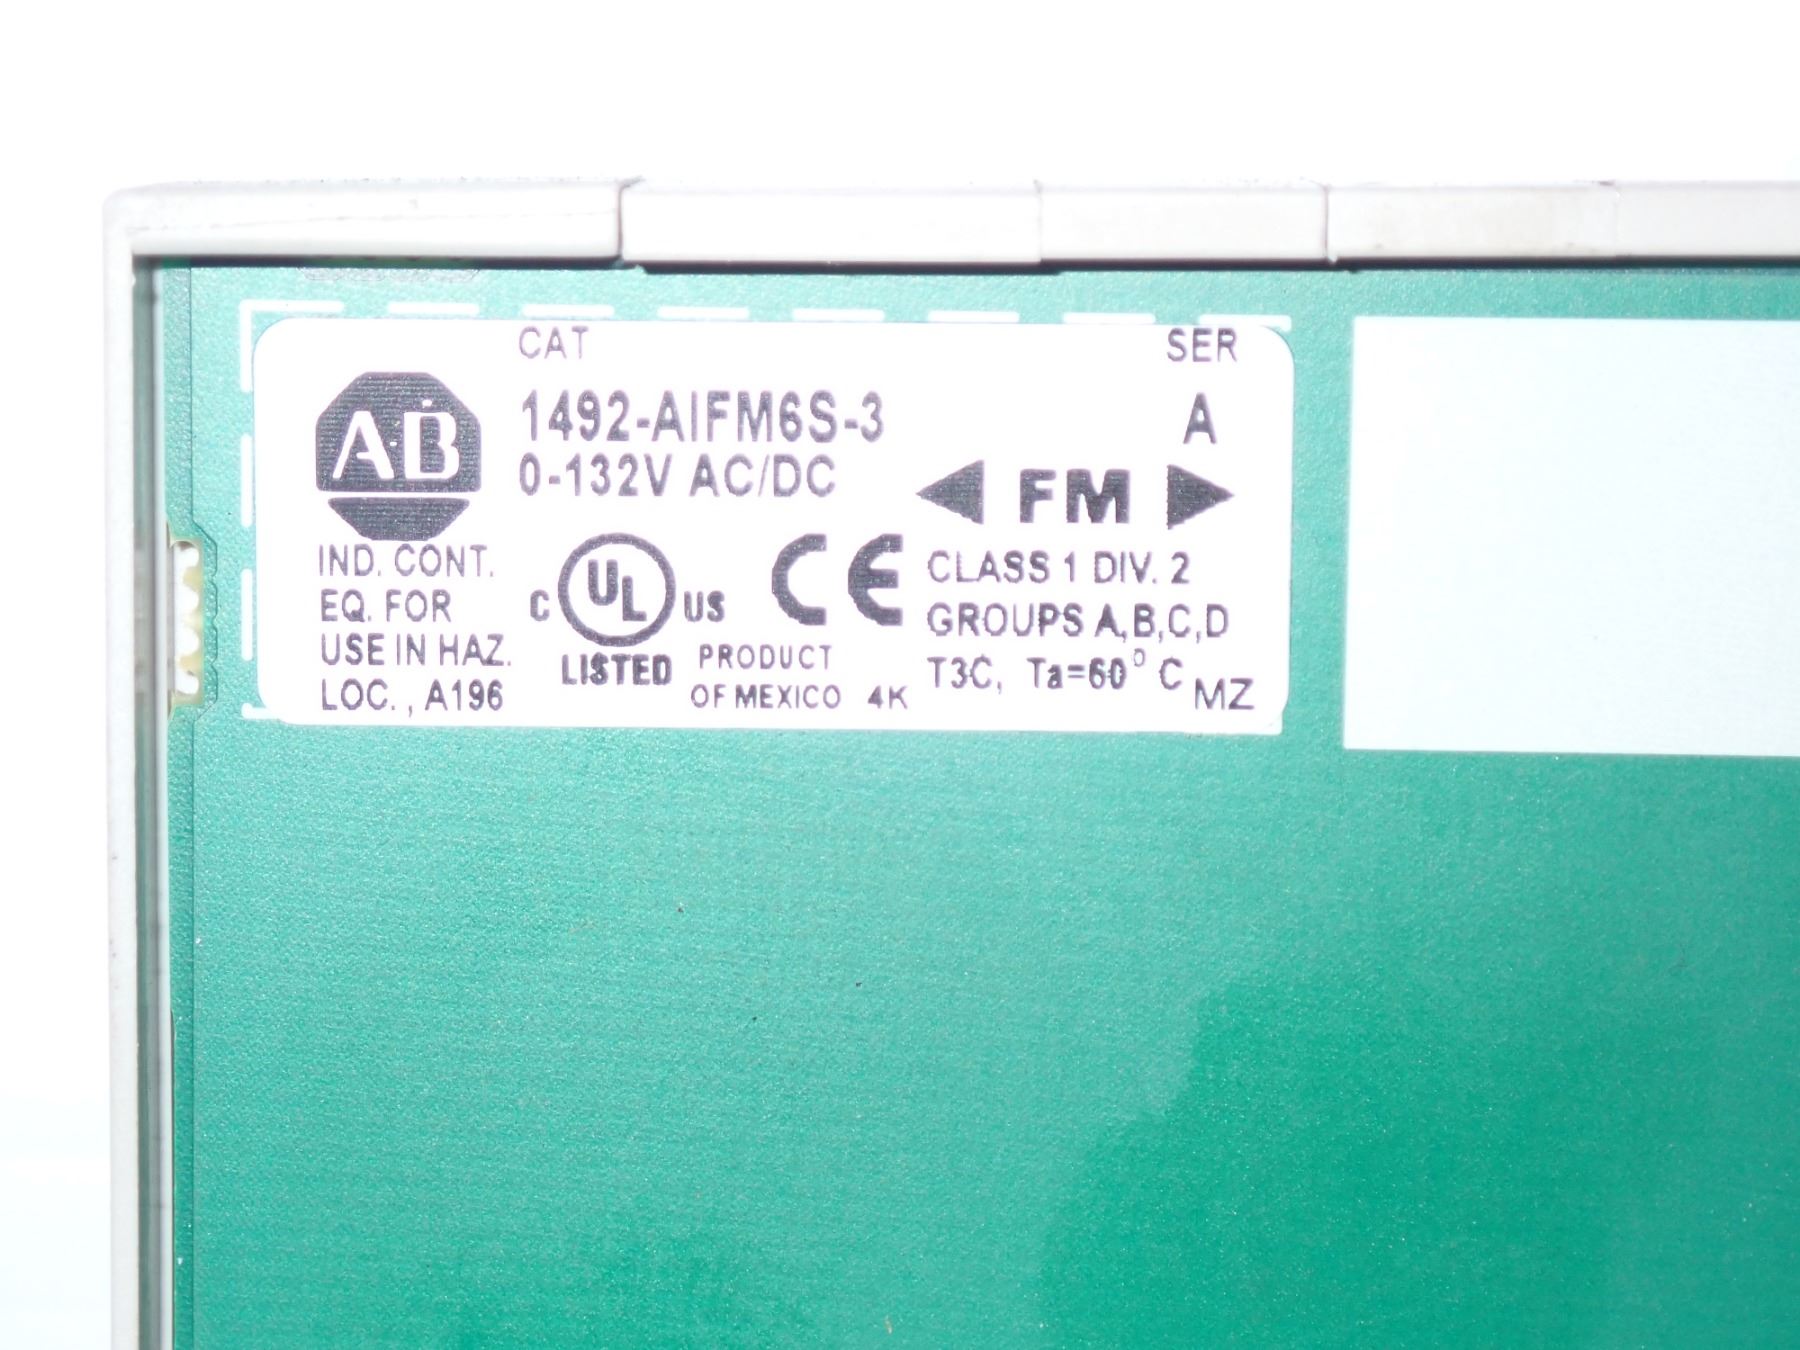 CAT SER
AB 1492-AIFM6S-3 A
0-132V AC/DC
FM
IND. CONT.
EQ. FOR
USE IN HAZ.
LOC. , A196
C UL US
LISTED
CE
PRODUCT
OF MEXICO 4K
CLASS 1 DIV. 2
GROUPS A,B,C,D
T3C, Ta=60° C
MZ